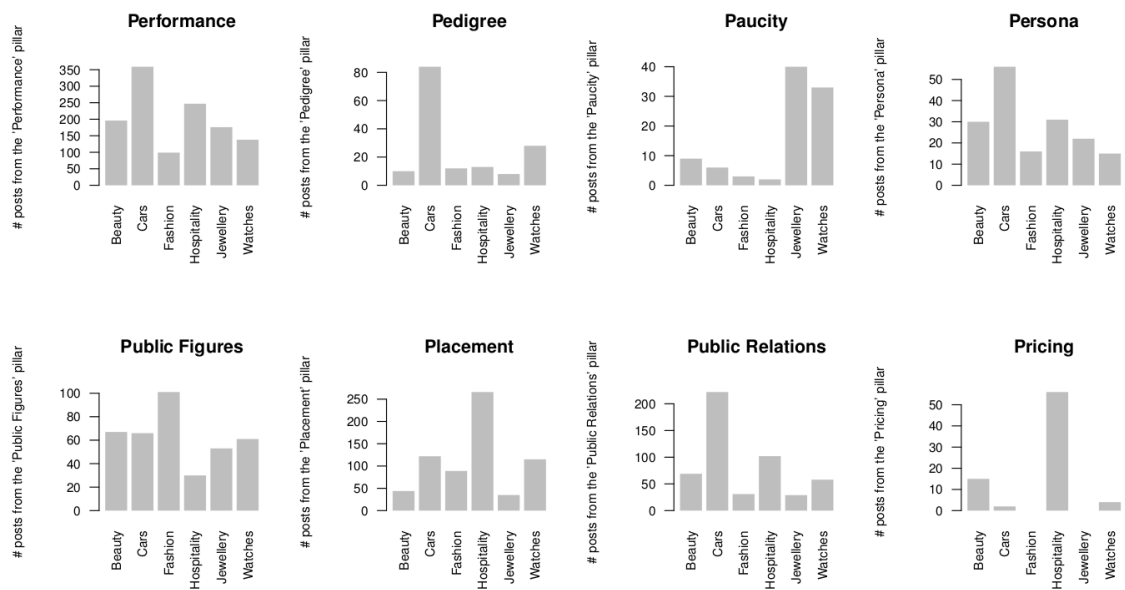 Performance
# posts from the 'Performance' pillar
350
300
250
200
150
100
50
0
Beauty
Cars
Fashion
Hospitality
Jewellery
Watches
Pedigree
# posts from the 'Pedigree' pillar
80
60
40
20
0
Beauty
Cars
Fashion
Hospitality
Jewellery
Watches
Paucity
# posts from the 'Paucity' pillar
40
30
20
10
0
Beauty
Cars
Fashion
Hospitality
Jewellery
Watches
Persona
# posts from the 'Persona' pillar
50
40
30
20
10
0
Beauty
Cars
Fashion
Hospitality
Jewellery
Watches
Public Figures
# posts from the 'Public Figures' pillar
100
80
60
40
20
0
Beauty
Cars
Fashion
Hospitality
Jewellery
Watches
Placement
# posts from the 'Placement' pillar
250
200
150
100
50
0
Beauty
Cars
Fashion
Hospitality
Jewellery
Watches
Public Relations
# posts from the 'Public Relations' pillar
200
150
100
50
0
Beauty
Cars
Fashion
Hospitality
Jewellery
Watches
Pricing
# posts from the 'Pricing' pillar
50
40
30
20
10
0
Beauty
Cars
Fashion
Hospitality
Jewellery
Watches